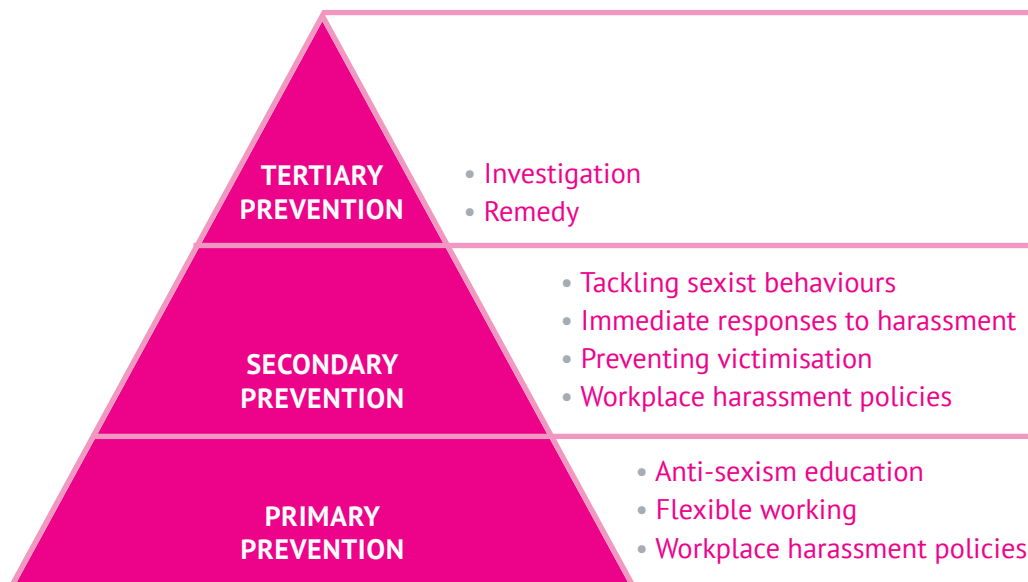 TERTIARY
PREVENTION
• Investigation
• Remedy
SECONDARY
PREVENTION
• Tackling sexist behaviours
• Immediate responses to harassment
• Preventing victimisation
• Workplace harassment policies
PRIMARY
PREVENTION
• Anti-sexism education
• Flexible working
• Workplace harassment policies